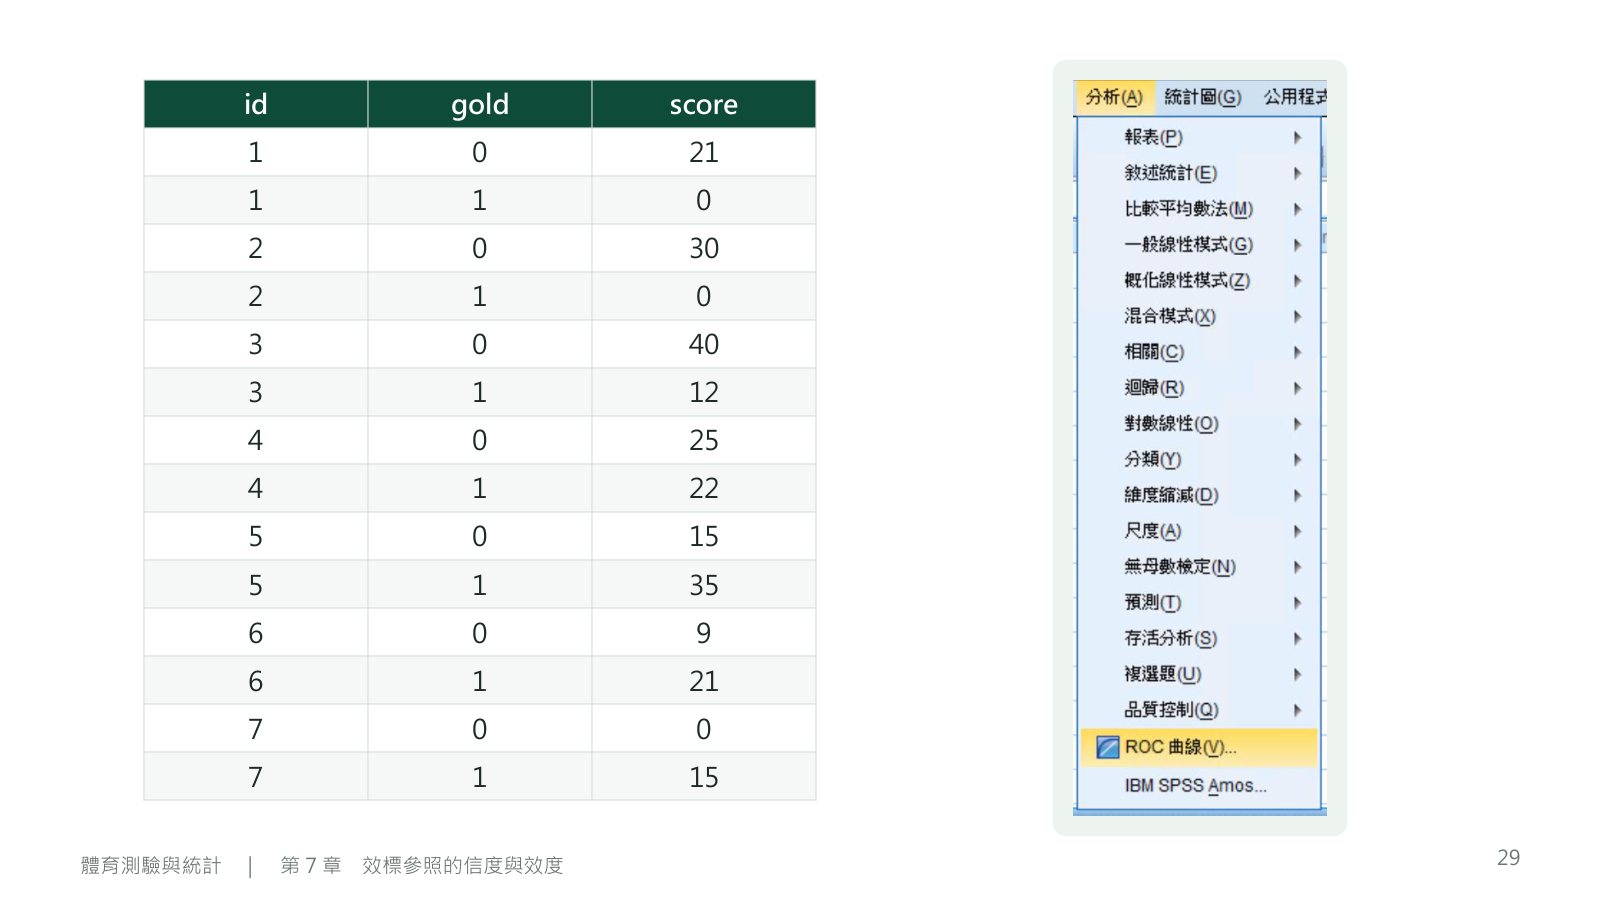 id gold score
1 0 21
1 1 0
2 0 30
2 1 0
3 0 40
3 1 12
4 0 25
4 1 22
5 0 15
5 1 35
6 0 9
6 1 21
7 0 0
7 1 15
分析(A) 統計圖(G) 公用程式
報表(P)
敘述統計(E)
比較平均數法(M)
一般線性模式(G)
概化線性模式(Z)
混合模式(X)
相關(C)
迴歸(R)
對數線性(O)
分類(Y)
維度縮減(D)
尺度(A)
無母數檢定(N)
預測(T)
存活分析(S)
複選題(U)
品質控制(Q)
ROC 曲線(V)...
IBM SPSS Amos...
體育測驗與統計 | 第 7 章 效標參照的信度與效度
29